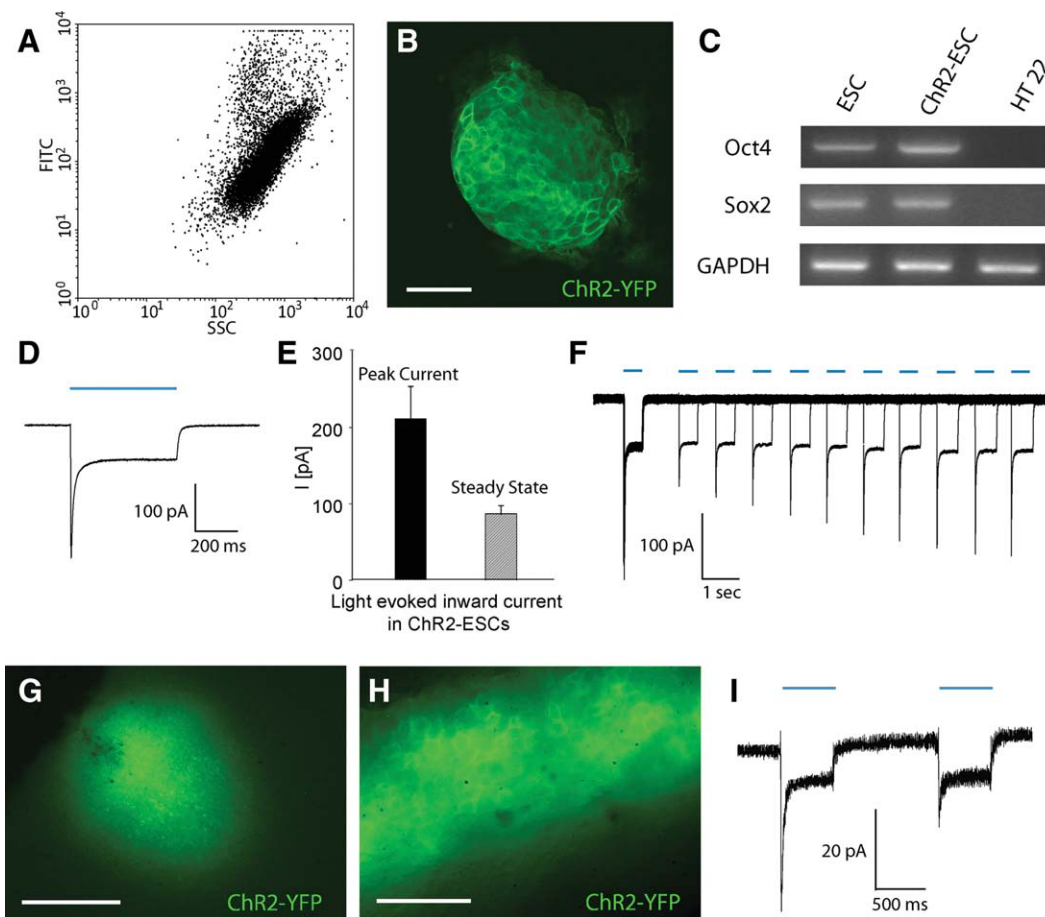 A
10^4
10^3
10^2
10^1
10^0
FITC
10^0 10^1 10^2 10^3 10^4
SSC
B
ChR2-YFP
C
ESC
ChR2-ESC
HT 22
Oct4
Sox2
GAPDH
D
100 pA
200 ms
E
300
200
100
0
I [pA]
Peak Current
Steady State
Light evoked inward current
in ChR2-ESCs
F
100 pA
1 sec
G
ChR2-YFP
H
ChR2-YFP
I
20 pA
500 ms